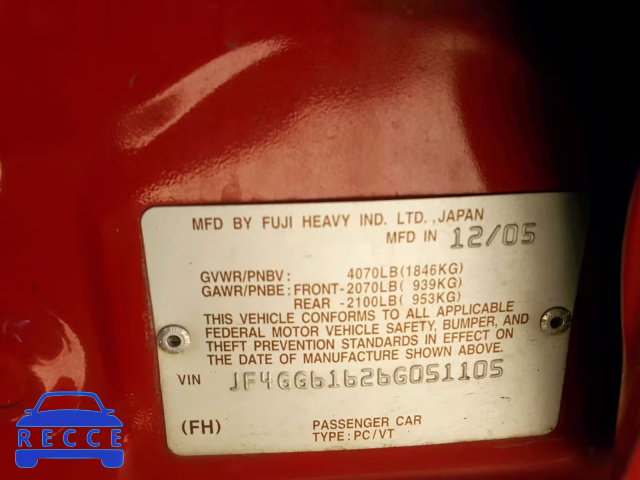 MFD BY FUJI HEAVY IND. LTD., JAPAN
MFD IN 12/05
GVWR/PNBV: 4070LB(1846KG)
GAWR/PNBE: FRONT-2070LB( 939KG)
REAR -2100LB( 953KG)
THIS VEHICLE CONFORMS TO ALL APPLICABLE
FEDERAL MOTOR VEHICLE SAFETY, BUMPER, AND
THEFT PREVENTION STANDARDS IN EFFECT ON
THE DATE OF MANUFACTURE SHOWN ABOVE.
VIN JF4GG61626G051105
(FH) PASSENGER CAR
TYPE: PC/VT
RECCE